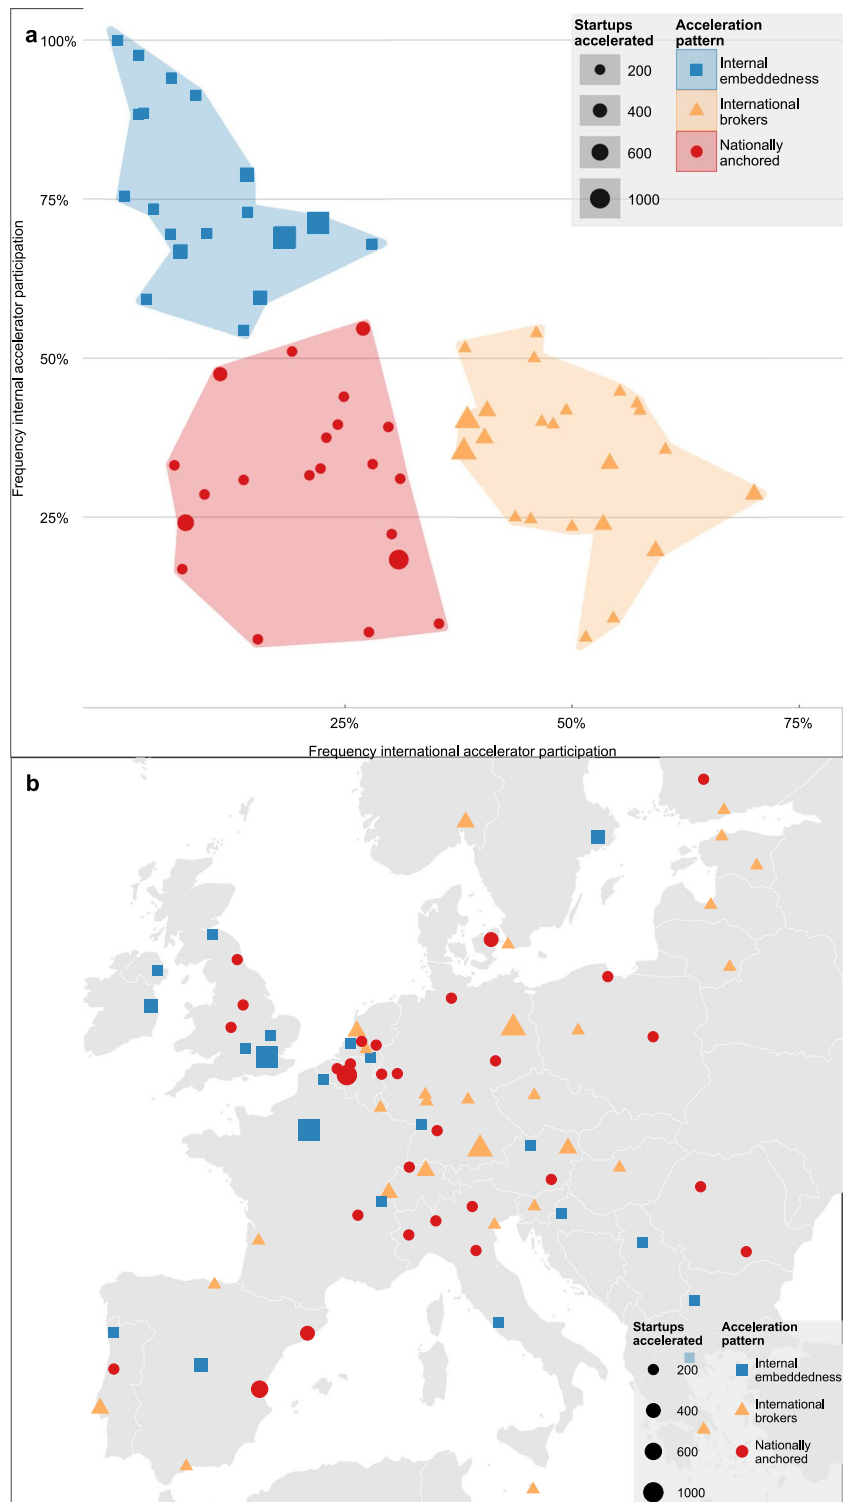 a
100%
75%
50%
25%
Frequency internal accelerator participation
Startups
accelerated
200
400
600
1000
Acceleration
pattern
Internal
embeddedness
International
brokers
Nationally
anchored
25%
50%
75%
Frequency international accelerator participation
b
Startups
accelerated
200
400
600
1000
Acceleration
pattern
Internal
embeddedness
International
brokers
Nationally
anchored